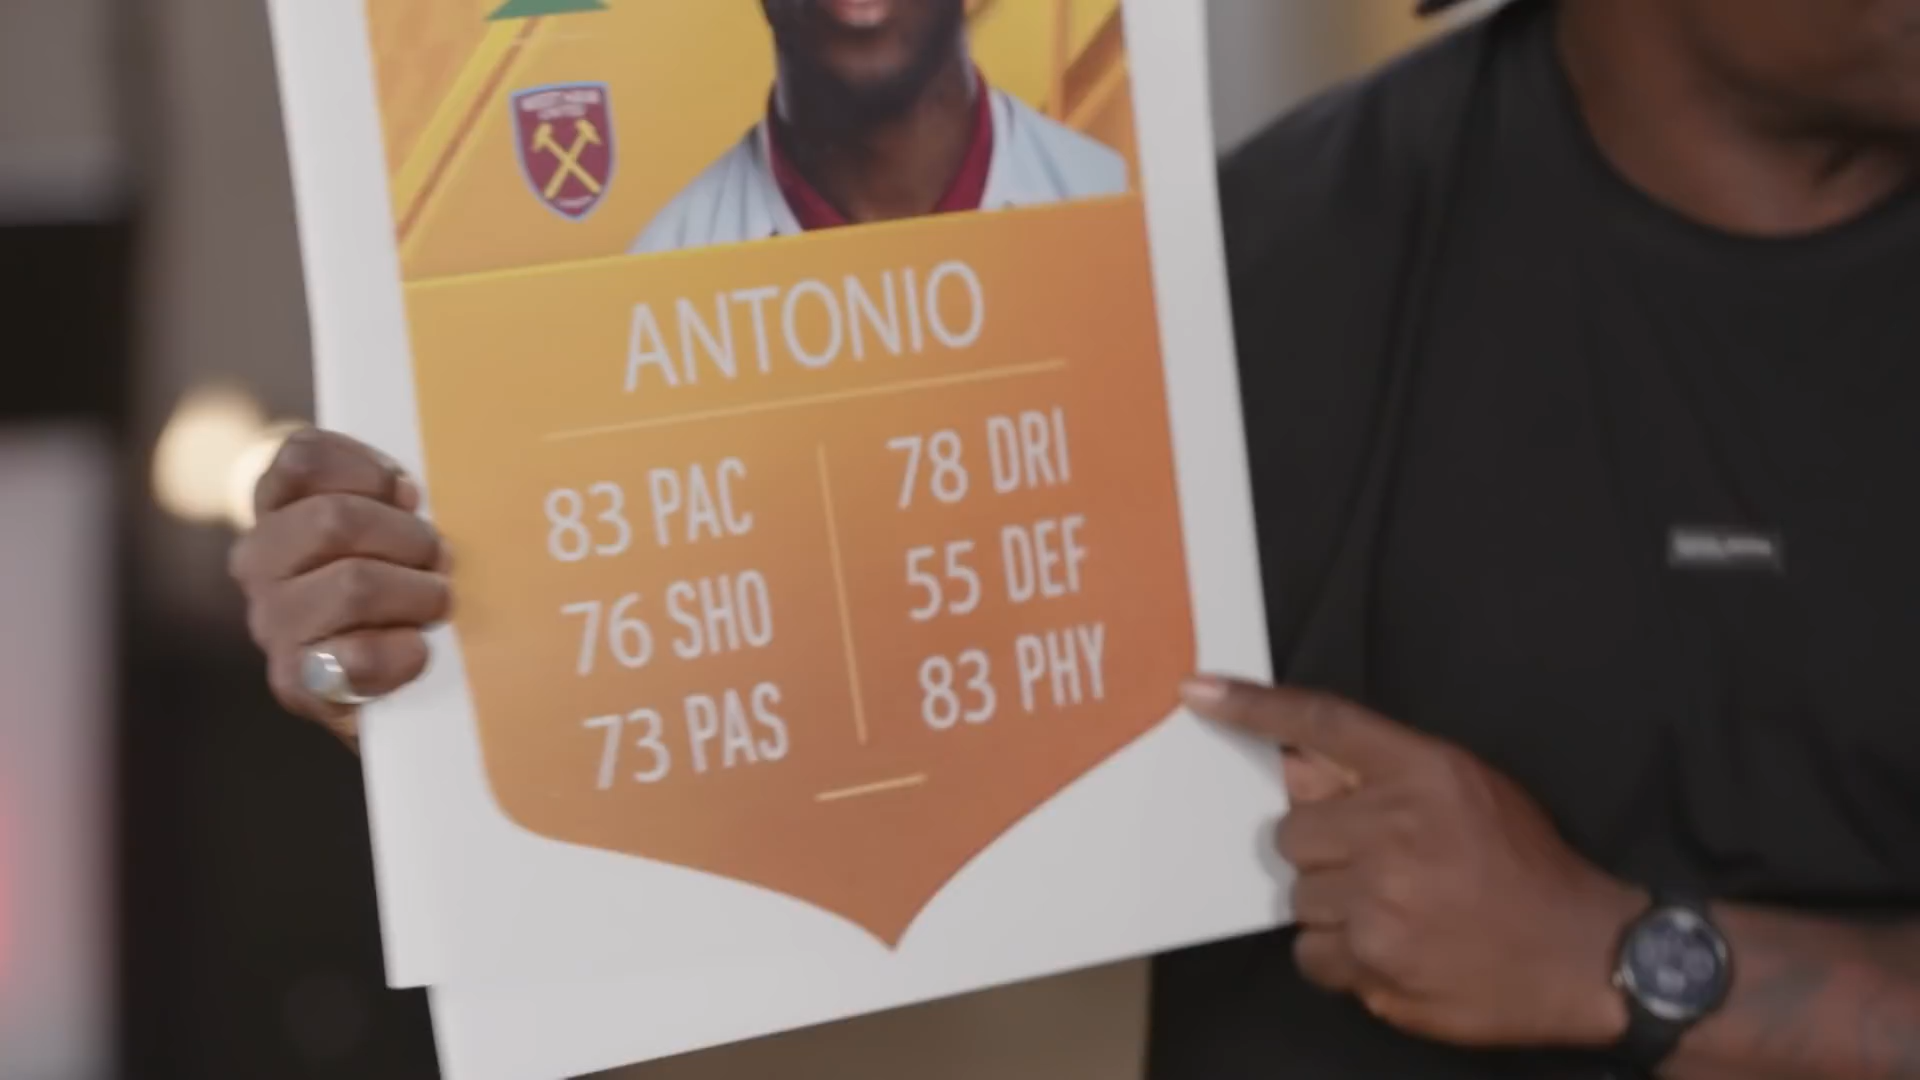 ANTONIO
83 PAC
76 SHO
73 PAS
78 DRI
55 DEF
83 PHY